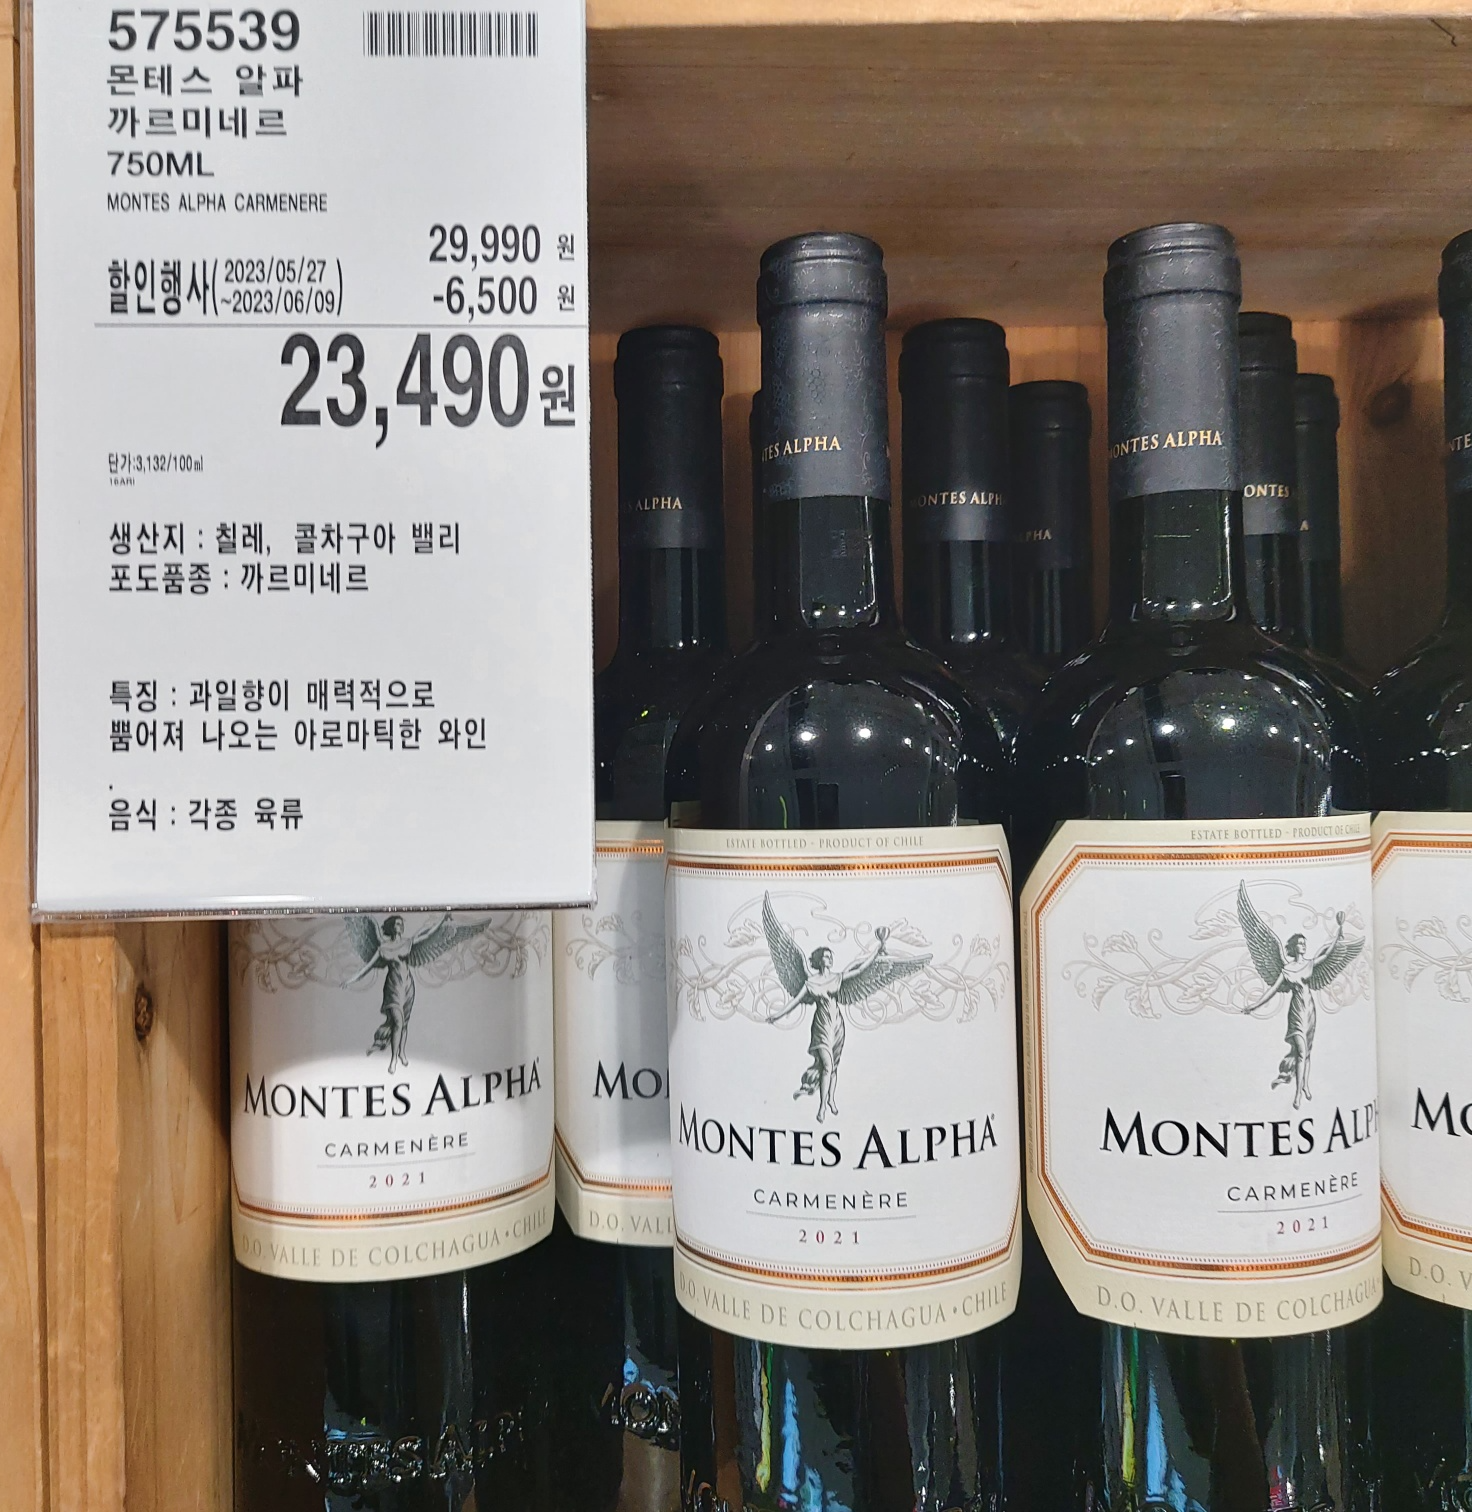 575539
몬테스 알파
까르미네르
750ML
MONTES ALPHA CARMENERE
29,990 원
할인행사(2023/05/27 ~2023/06/09) -6,500 원
23,490원
단가:3,132/100㎖
생산지 : 칠레, 콜차구아 밸리
포도품종 : 까르미네르
특징 : 과일향이 매력적으로
뿜어져 나오는 아로마틱한 와인
.
음식 : 각종 육류
ALPHA
ALPHA
MONTES ALPHA
ESTATE BOTTLED - PRODUCT OF CHILE
ESTATE BOTTLED - PRODUCT OF CHILE
MONTES ALPHA
CARMENÈRE
2021
D.O. VALLE DE COLCHAGUA • CHILE
D.O.
MONTES ALPHA
CARMENÈRE
2021
D.O. VALLE DE COLCHAGUA • CHILE
MONTES
CARMENÈRE
2021
D.O. VALLE DE COLCHAGUA
D.O.